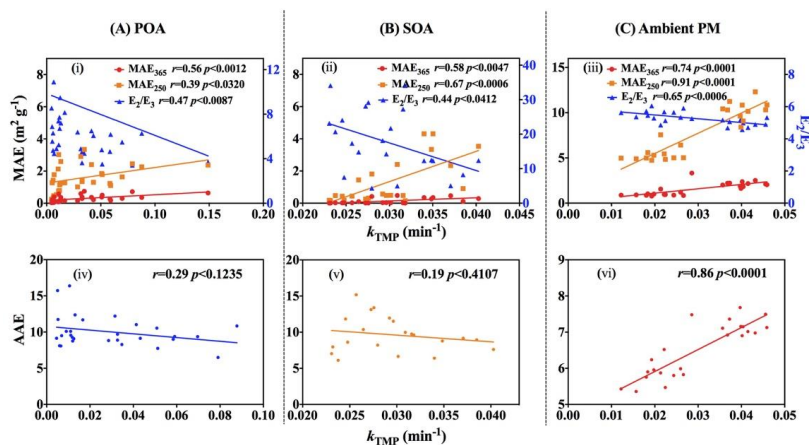 (A) POA
(B) SOA
(C) Ambient PM
(i)
MAE365 r=0.56 p<0.0012
MAE250 r=0.39 p<0.0320
E2/E3 r=0.47 p<0.0087
MAE (m2 g-1)
8
6
4
2
0
12
8
4
0
0.00 0.05 0.10 0.15 0.20
(ii)
MAE365 r=0.58 p<0.0047
MAE250 r=0.67 p<0.0006
E2/E3 r=0.44 p<0.0412
8
6
4
2
0
40
30
20
10
0
0.020 0.025 0.030 0.035 0.040 0.045
kTMP (min-1)
(iii)
MAE365 r=0.74 p<0.0001
MAE250 r=0.91 p<0.0001
E2/E3 r=0.65 p<0.0006
15
10
5
0
8
6
4
2
0
E2/E3
0.00 0.01 0.02 0.03 0.04 0.05
(iv)
r=0.29 p<0.1235
AAE
20
15
10
5
0
0.00 0.02 0.04 0.06 0.08 0.10
(v)
r=0.19 p<0.4107
20
15
10
5
0
0.020 0.025 0.030 0.035 0.040 0.045
kTMP (min-1)
(vi)
r=0.86 p<0.0001
9
8
7
6
5
0.00 0.01 0.02 0.03 0.04 0.05